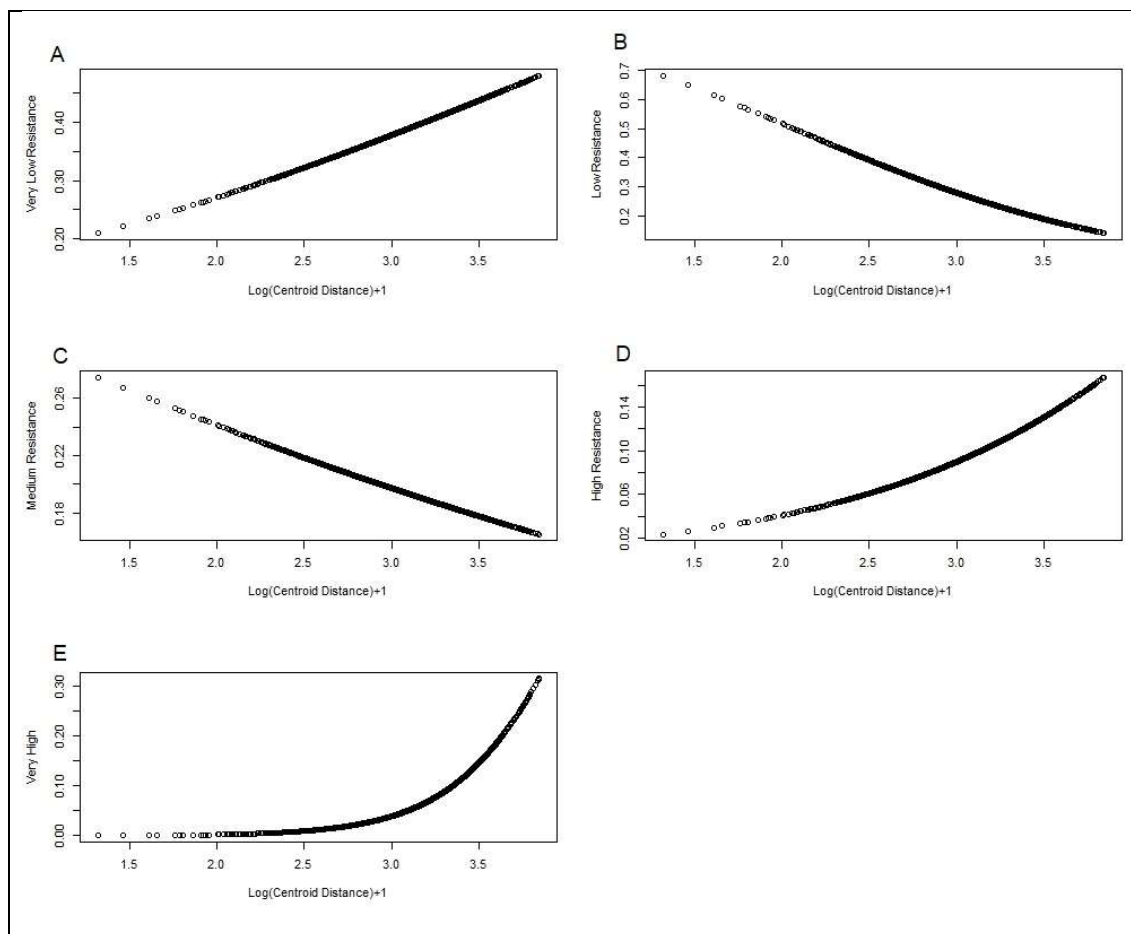 A
Very Low Resistance
0.20 0.30 0.40
1.5 2.0 2.5 3.0 3.5
Log(Centroid Distance)+1
B
Low Resistance
0.2 0.3 0.4 0.5 0.6 0.7
1.5 2.0 2.5 3.0 3.5
Log(Centroid Distance)+1
C
Medium Resistance
0.18 0.22 0.26
1.5 2.0 2.5 3.0 3.5
Log(Centroid Distance)+1
D
High Resistance
0.02 0.06 0.10 0.14
1.5 2.0 2.5 3.0 3.5
Log(Centroid Distance)+1
E
Very High
0.00 0.10 0.20 0.30
1.5 2.0 2.5 3.0 3.5
Log(Centroid Distance)+1